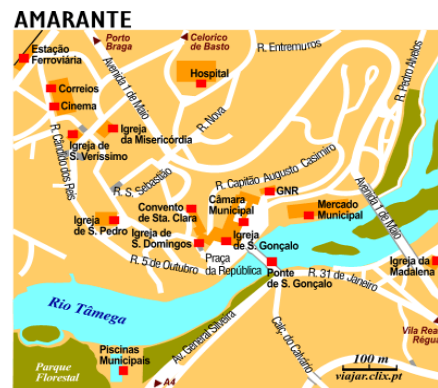 AMARANTE
Porto
Braga
Celorico
de Basto
R. Entremuros
R. Pedro Alvelos
Estação
Ferroviária
Avenida 1 de Maio
Hospital
Correios
Cinema
R. Nova
Igreja
da Misericórdia
Igreja de
S. Veríssimo
R. Cândido dos Reis
R. S. Sebastião
R. Capitão Augusto Casimiro
GNR
Avenida 1 de Maio
Convento
de Sta. Clara
Câmara
Municipal
Mercado
Municipal
Igreja
de S. Pedro
Igreja de
S. Domingos
Igreja
de S. Gonçalo
Praça
da República
R. 5 de Outubro
Ponte
de S. Gonçalo
R. 31 de Janeiro
Igreja da
Madalena
Rio Tâmega
Av. General Silveira
Calç. do Calvário
Vila Rea
Régua
Piscinas
Municipais
Parque
Florestal
A4
100 m
viajar.clix.pt